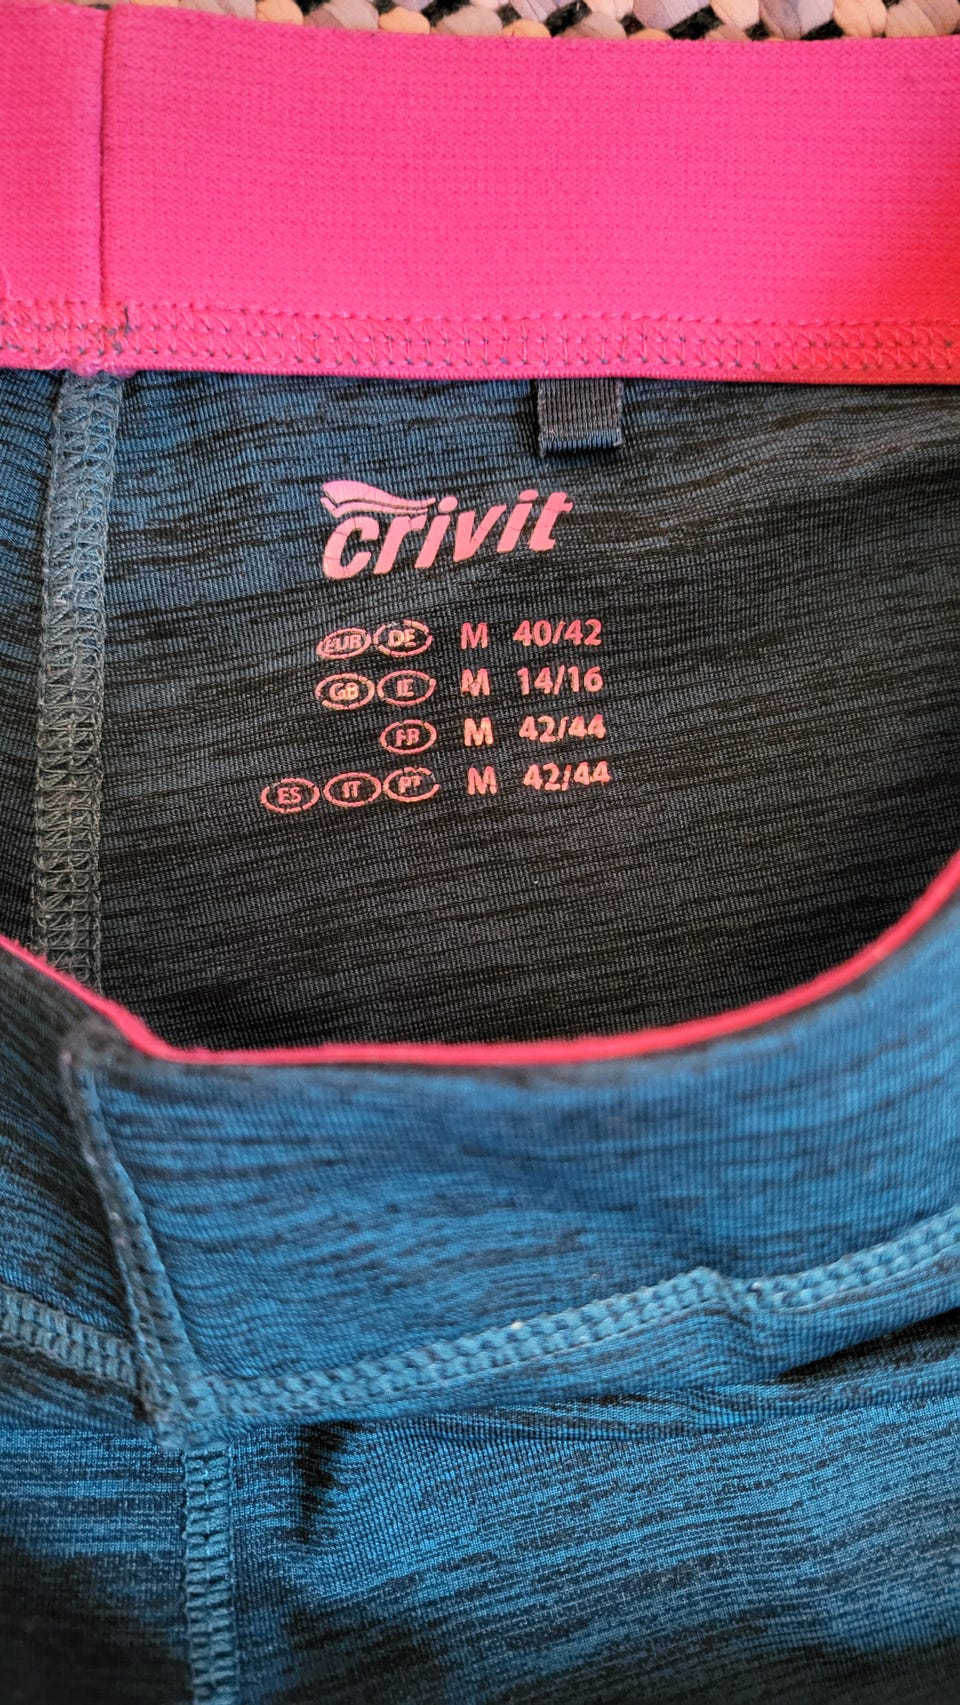 crivit
EUR DE M 40/42
GB IE M 14/16
FR M 42/44
ES IT PT M 42/44